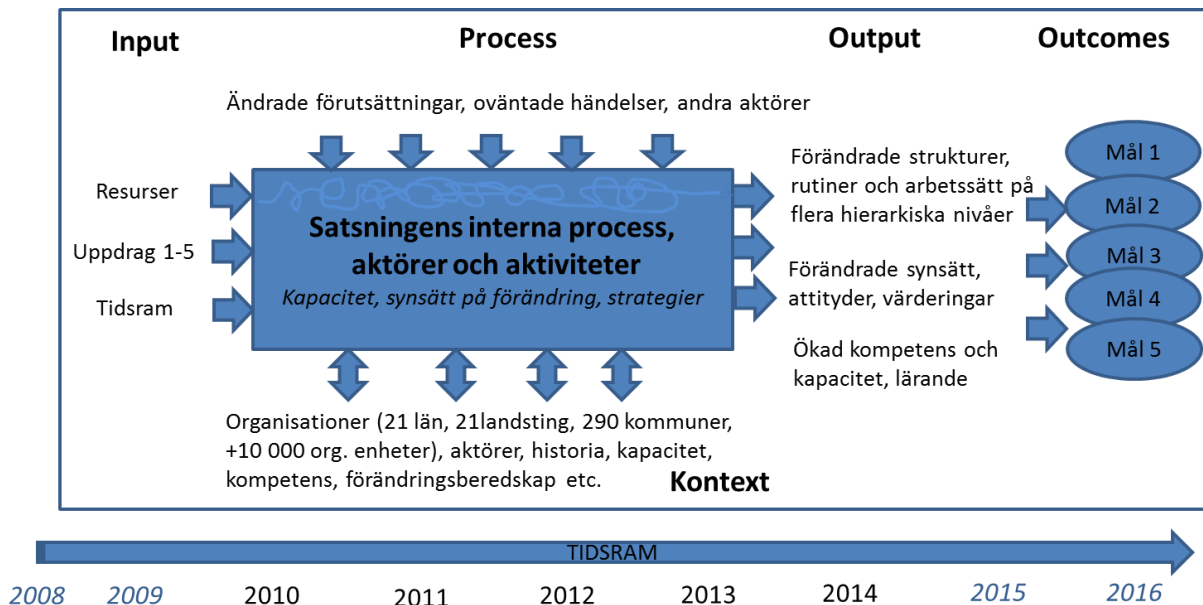 Input
Process
Output
Outcomes
Ändrade förutsättningar, oväntade händelser, andra aktörer
Resurser
Uppdrag 1-5
Tidsram
Satsningens interna process,
aktörer och aktiviteter
Kapacitet, synsätt på förändring, strategier
Organisationer (21 län, 21landsting, 290 kommuner,
+10 000 org. enheter), aktörer, historia, kapacitet,
kompetens, förändringsberedskap etc.
Kontext
Förändrade strukturer,
rutiner och arbetssätt på
flera hierarkiska nivåer
Förändrade synsätt,
attityder, värderingar
Ökad kompetens och
kapacitet, lärande
Mål 1
Mål 2
Mål 3
Mål 4
Mål 5
TIDSRAM
2008 2009 2010 2011 2012 2013 2014 2015 2016